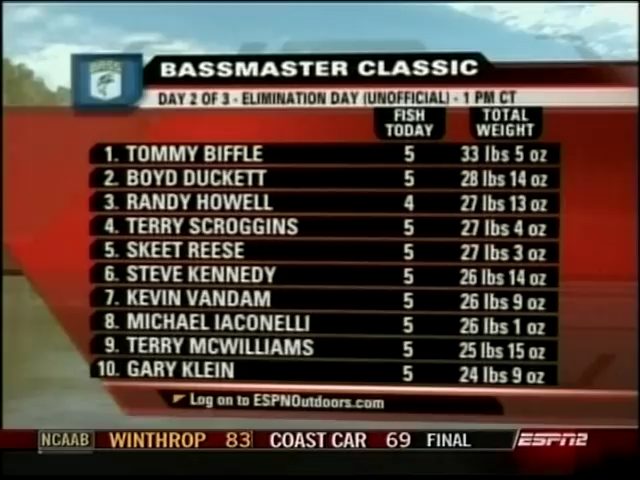 BASS
BASSMASTER CLASSIC
DAY 2 OF 3 - ELIMINATION DAY (UNOFFICIAL) - 1 PM CT
FISH TODAY TOTAL WEIGHT
1. TOMMY BIFFLE 5 33 lbs 5 oz
2. BOYD DUCKETT 5 28 lbs 14 oz
3. RANDY HOWELL 4 27 lbs 13 oz
4. TERRY SCROGGINS 5 27 lbs 4 oz
5. SKEET REESE 5 27 lbs 3 oz
6. STEVE KENNEDY 5 26 lbs 14 oz
7. KEVIN VANDAM 5 26 lbs 9 oz
8. MICHAEL IACONELLI 5 26 lbs 1 oz
9. TERRY MCWILLIAMS 5 25 lbs 15 oz
10. GARY KLEIN 5 24 lbs 9 oz
Log on to ESPNOutdoors.com
NCAAB WINTHROP 83 COAST CAR 69 FINAL ESPN2